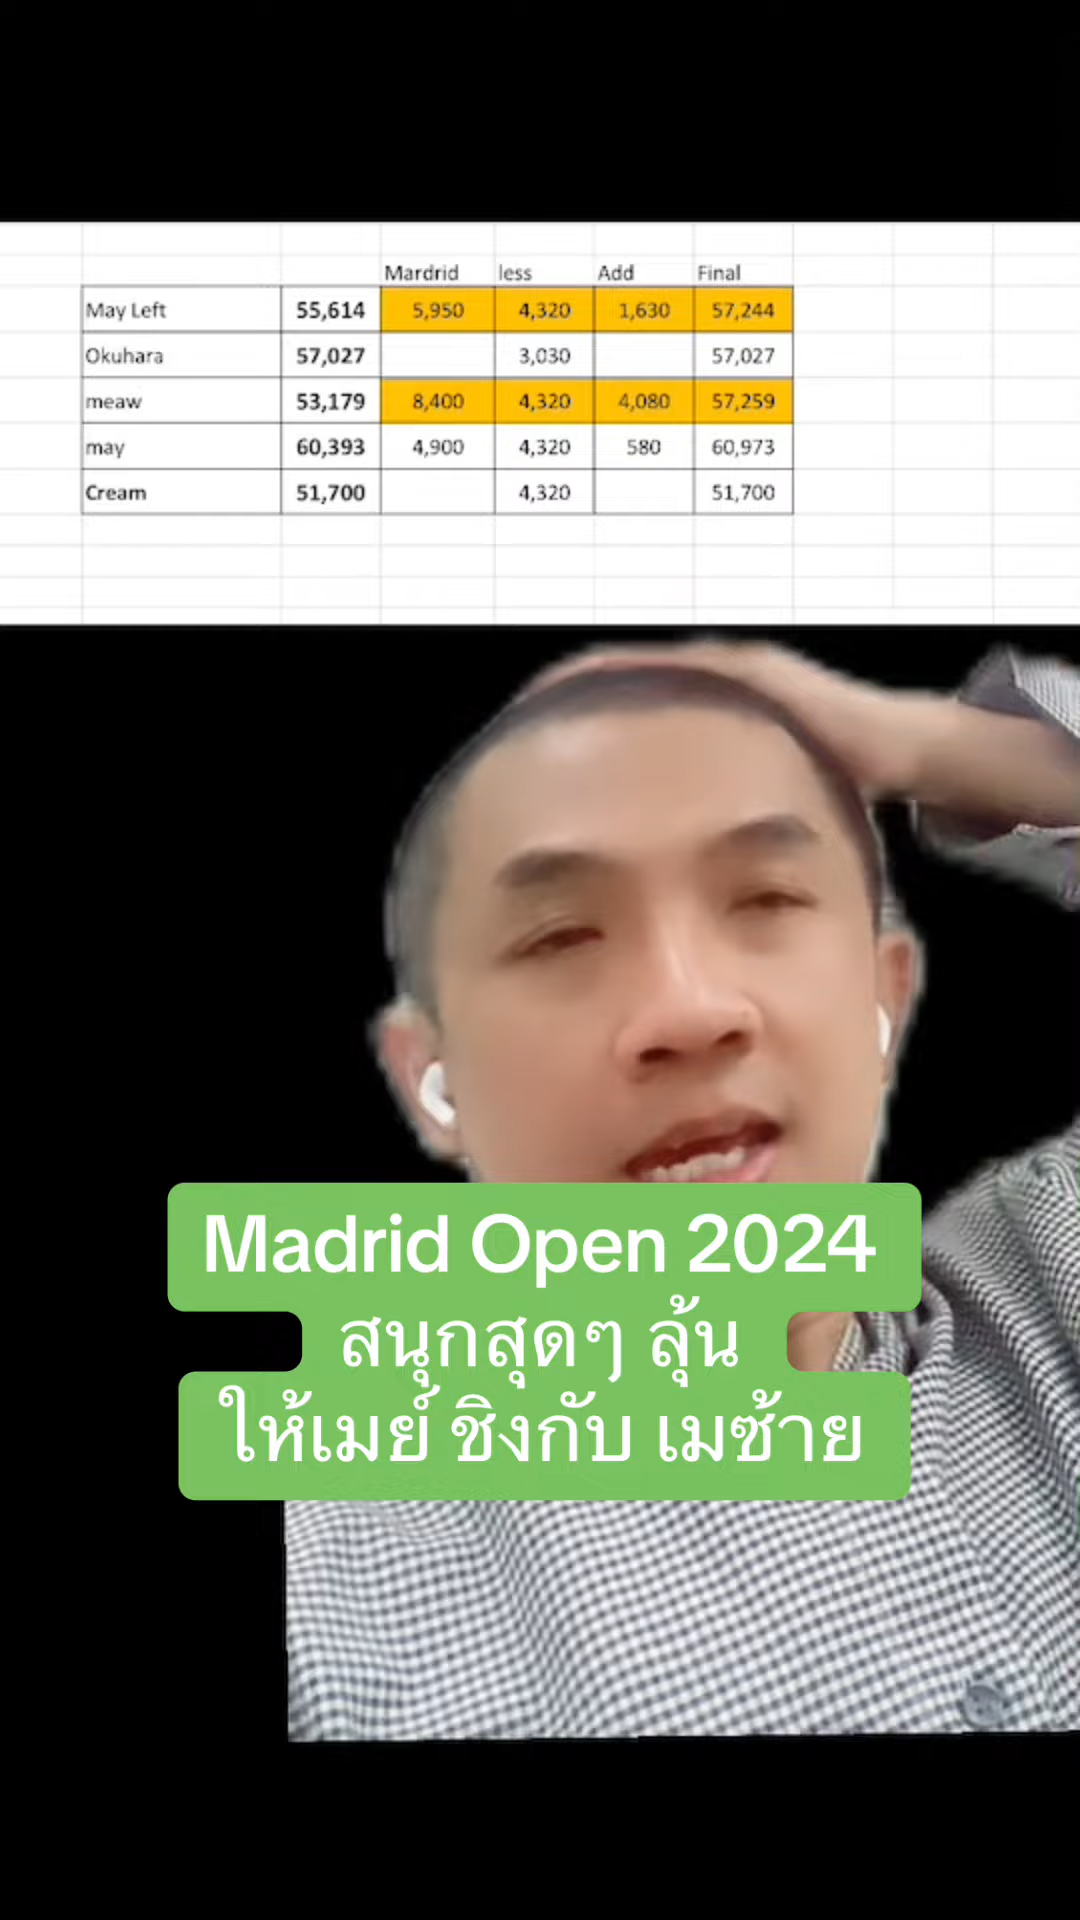 Mardrid less Add Final
May Left 55,614 5,950 4,320 1,630 57,244
Okuhara 57,027 3,030 57,027
meaw 53,179 8,400 4,320 4,080 57,259
may 60,393 4,900 4,320 580 60,973
Cream 51,700 4,320 51,700
Madrid Open 2024
สนุกสุดๆ ลุ้น
ให้เมย์ ชิงกับ เมซ้าย